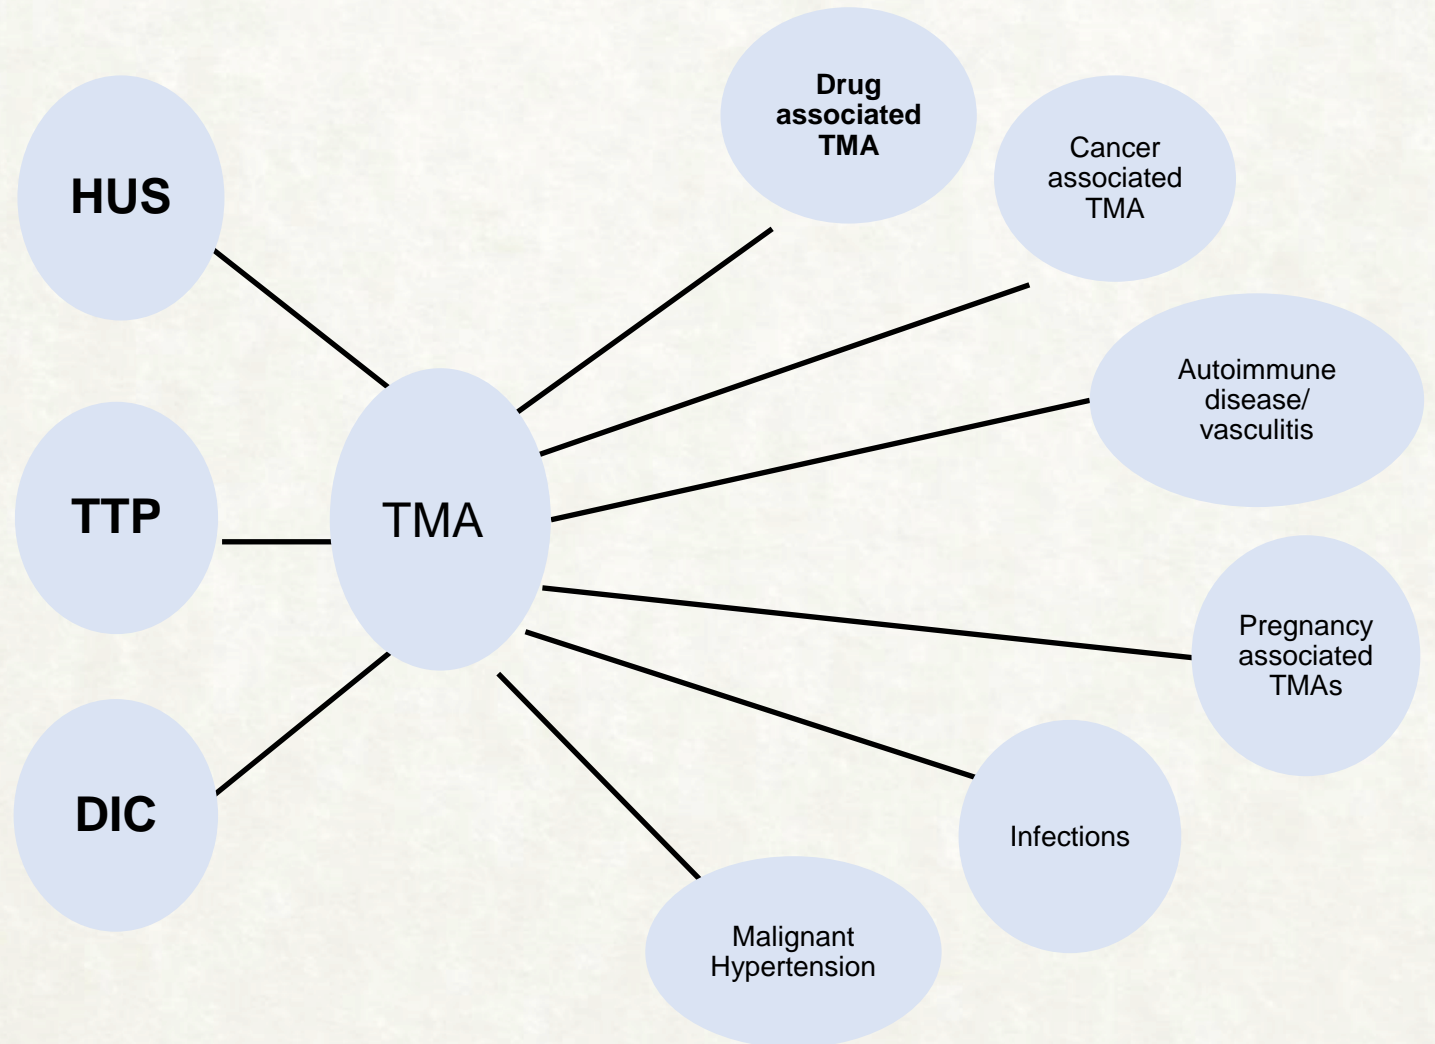 HUS
TTP
DIC
TMA
Drug
associated
TMA
Cancer
associated
TMA
Autoimmune
disease/
vasculitis
Pregnancy
associated
TMAs
Infections
Malignant
Hypertension